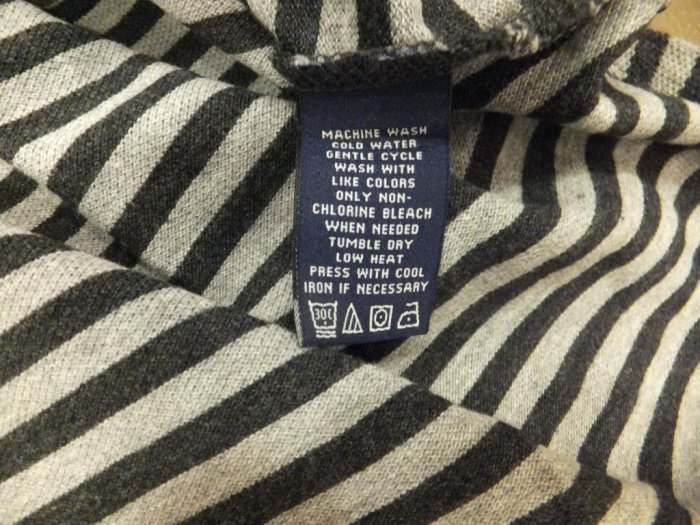 MACHINE WASH
COLD WATER
GENTLE CYCLE
WASH WITH
LIKE COLORS
ONLY NON-
CHLORINE BLEACH
WHEN NEEDED
TUMBLE DRY
LOW HEAT
PRESS WITH COOL
IRON IF NECESSARY
30C